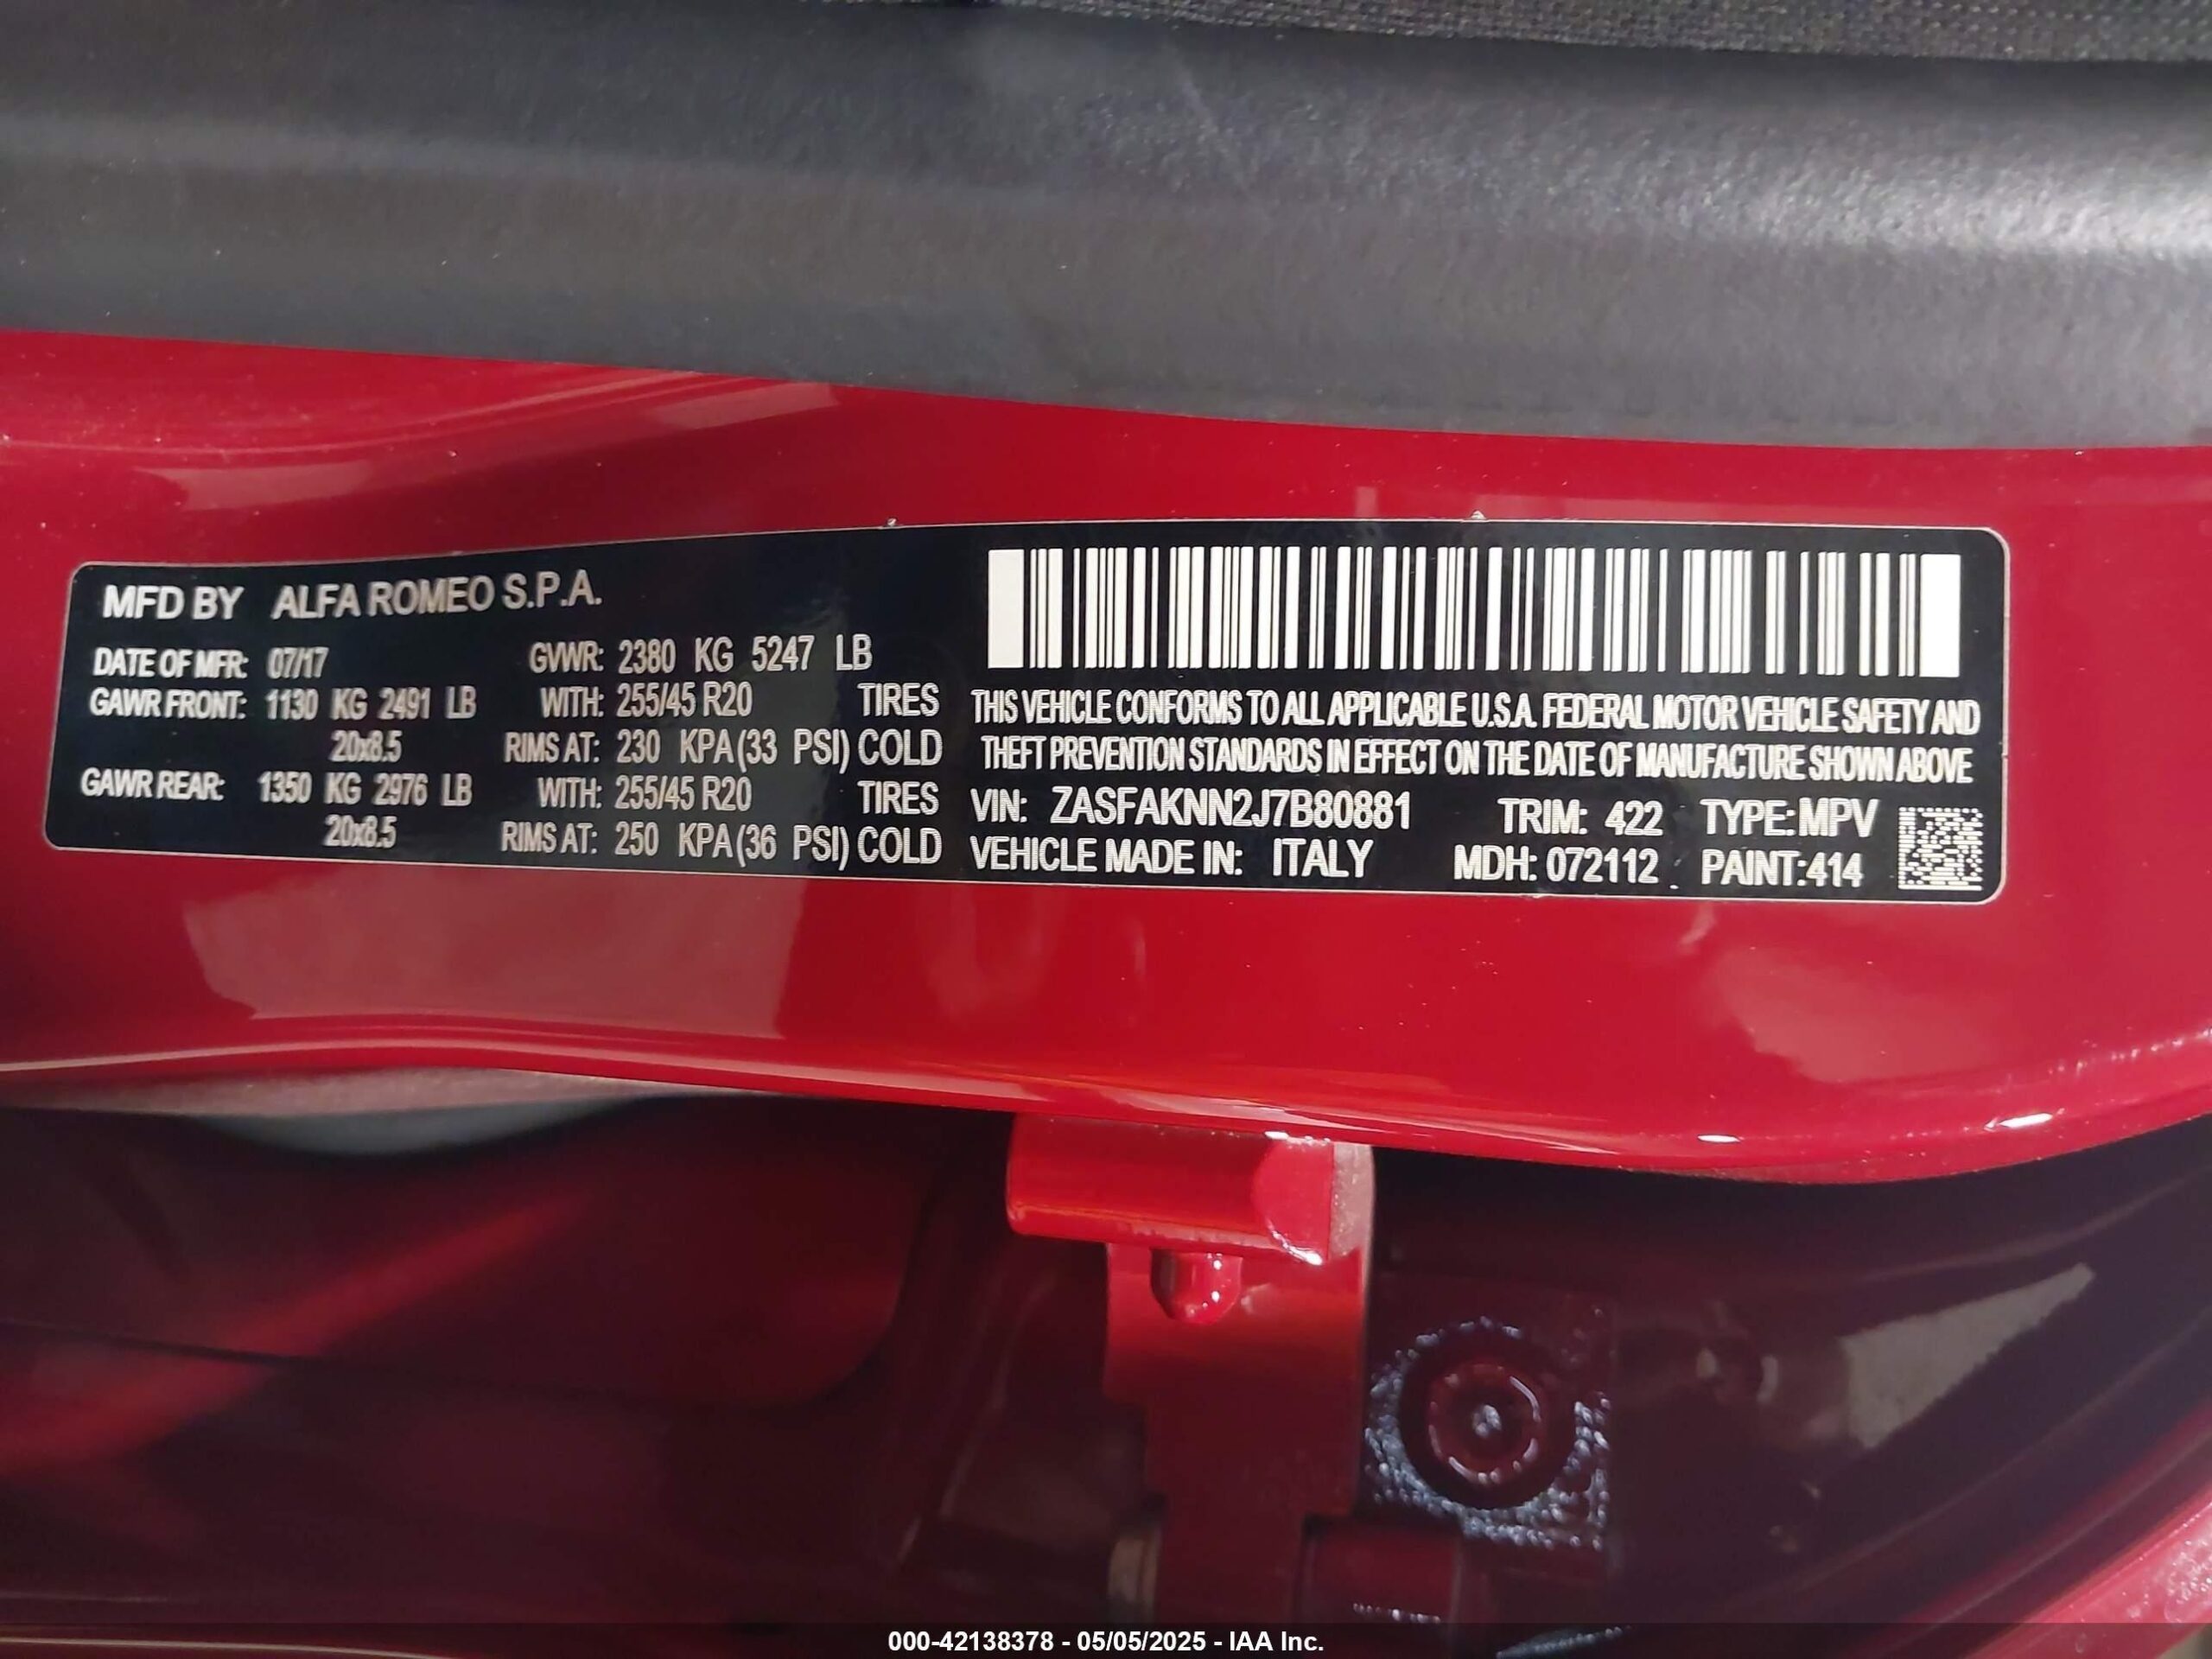 MFD BY ALFA ROMEO S.P.A.
DATE OF MFR: 07/17 GVWR: 2380 KG 5247 LB
GAWR FRONT: 1130 KG 2491 LB WITH: 255/45 R20 TIRES
20x8.5 RIMS AT: 230 KPA(33 PSI) COLD
GAWR REAR: 1350 KG 2976 LB WITH: 255/45 R20 TIRES
20x8.5 RIMS AT: 250 KPA(36 PSI) COLD
THIS VEHICLE CONFORMS TO ALL APPLICABLE U.S.A. FEDERAL MOTOR VEHICLE SAFETY AND
THEFT PREVENTION STANDARDS IN EFFECT ON THE DATE OF MANUFACTURE SHOWN ABOVE
VIN: ZASFAKNN2J7B80881 TRIM: 422 TYPE:MPV
VEHICLE MADE IN: ITALY MDH: 072112 PAINT:414
000-42138378 - 05/05/2025 - IAA Inc.